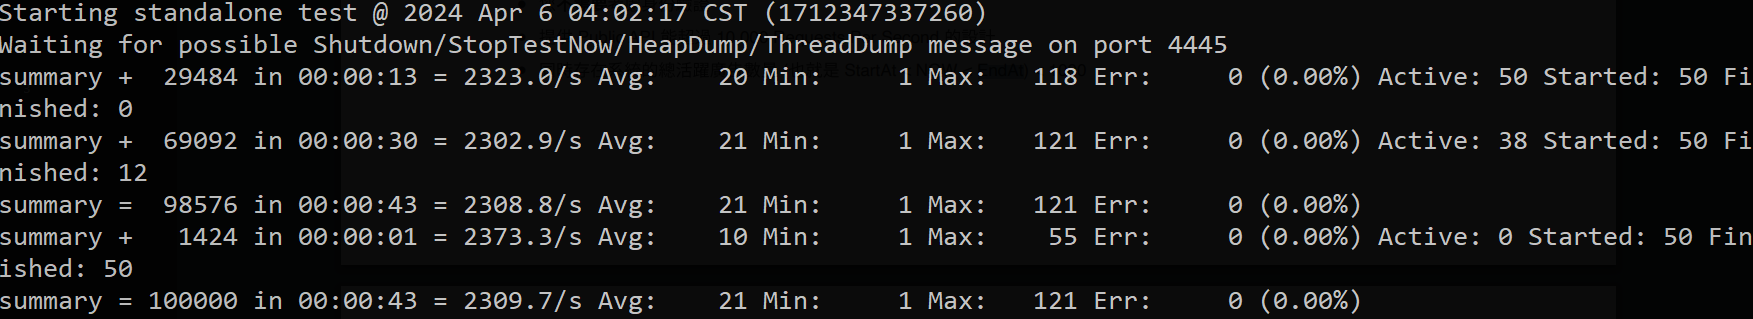 Starting standalone test @ 2024 Apr 6 04:02:17 CST (1712347337260)
Waiting for possible Shutdown/StopTestNow/HeapDump/ThreadDump message on port 4445
summary +  29484 in 00:00:13 = 2323.0/s Avg:    20 Min:     1 Max:   118 Err:     0 (0.00%) Active: 50 Started: 50 Fi
nished: 0
summary +  69092 in 00:00:30 = 2302.9/s Avg:    21 Min:     1 Max:   121 Err:     0 (0.00%) Active: 38 Started: 50 Fi
nished: 12
summary =  98576 in 00:00:43 = 2308.8/s Avg:    21 Min:     1 Max:   121 Err:     0 (0.00%)
summary +   1424 in 00:00:01 = 2373.3/s Avg:    10 Min:     1 Max:    55 Err:     0 (0.00%) Active: 0 Started: 50 Fin
ished: 50
summary = 100000 in 00:00:43 = 2309.7/s Avg:    21 Min:     1 Max:   121 Err:     0 (0.00%)